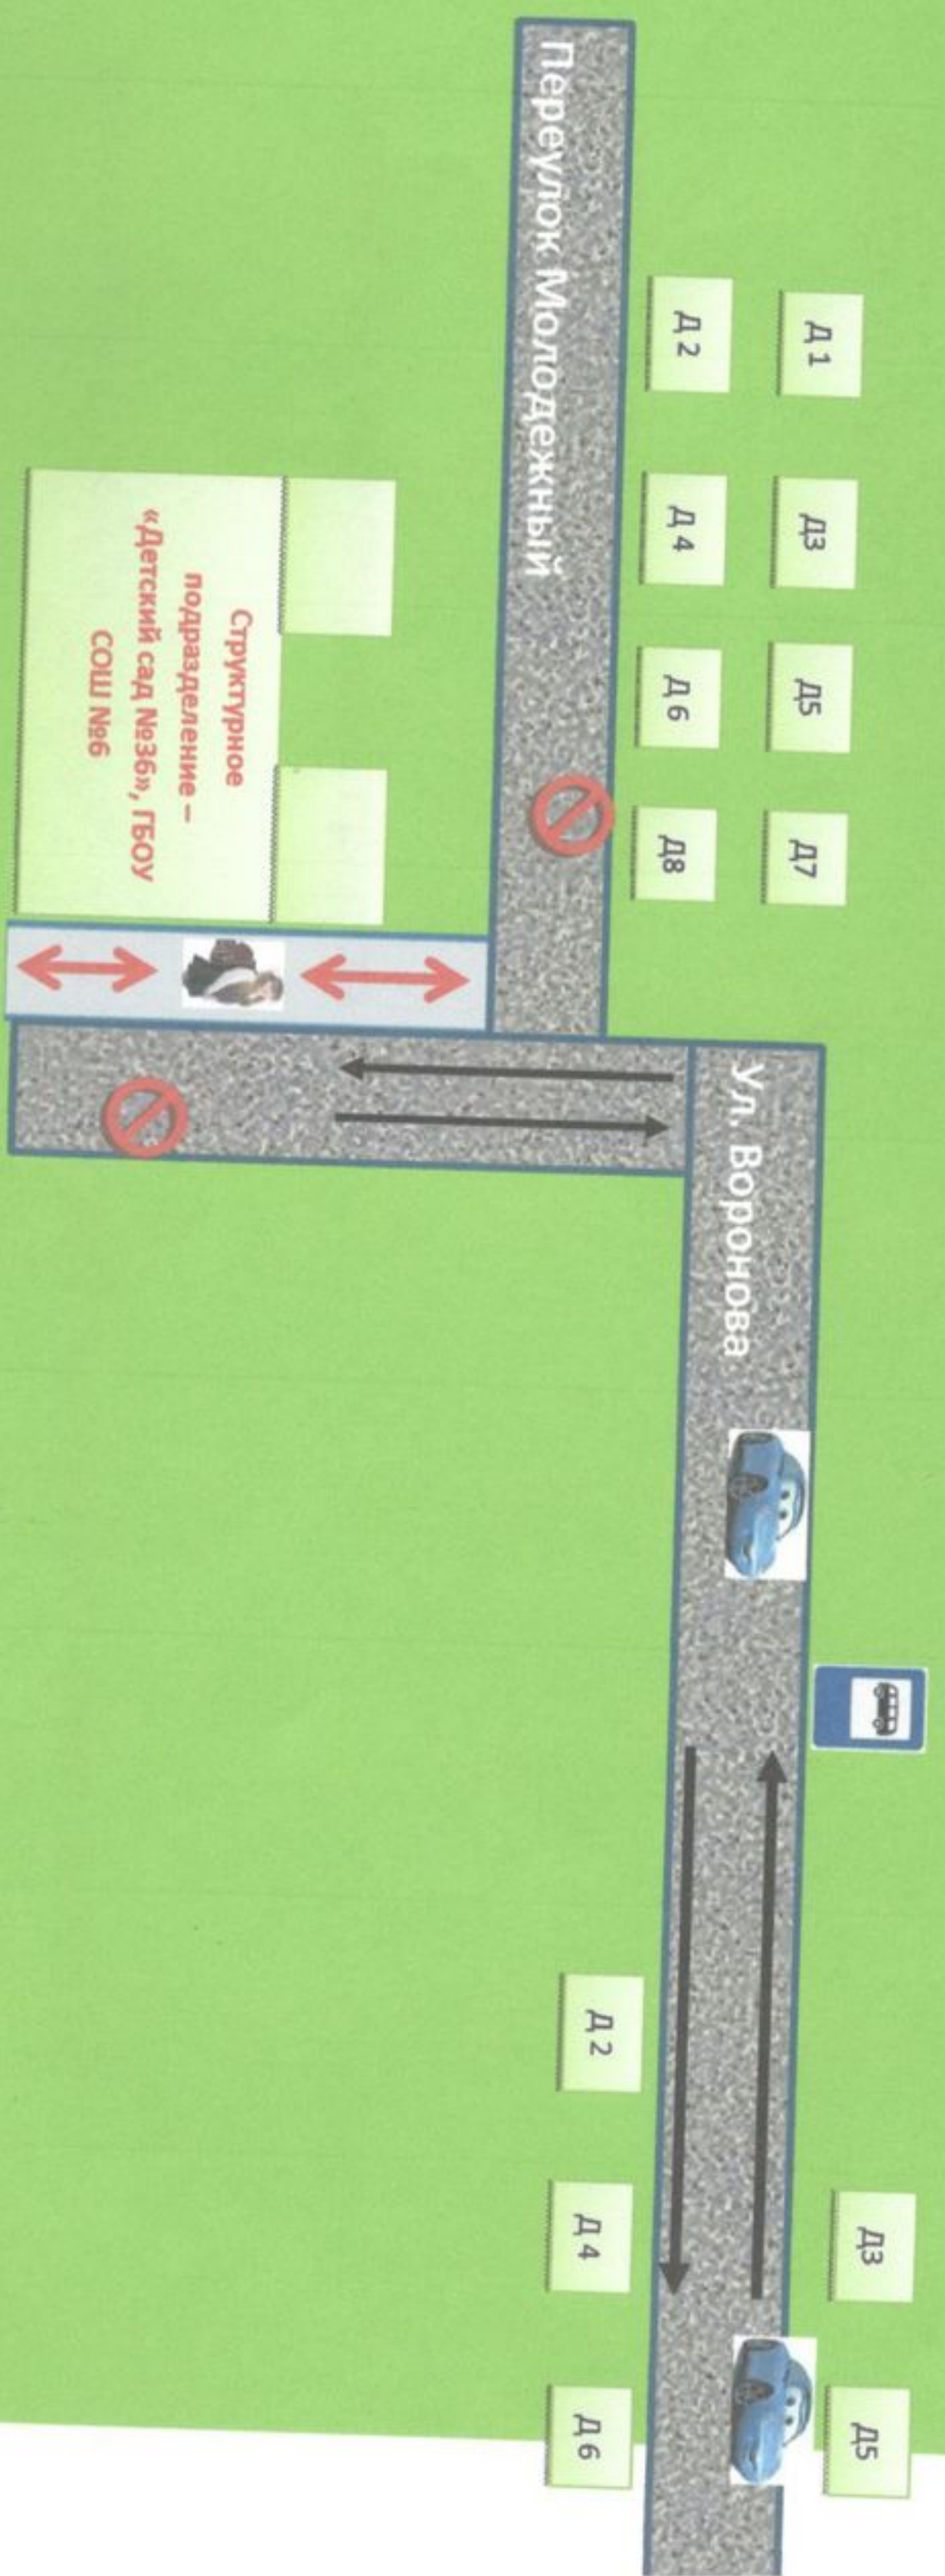 Д 1
Д3
Д5
Д7
Д 2
Д 4
Д 6
Д8
Переулок Молодежный
Ул. Воронова
Д3
Д5
Д 2
Д 4
Д 6
Структурное
подразделение –
«Детский сад №36», ГБОУ
СОШ №6